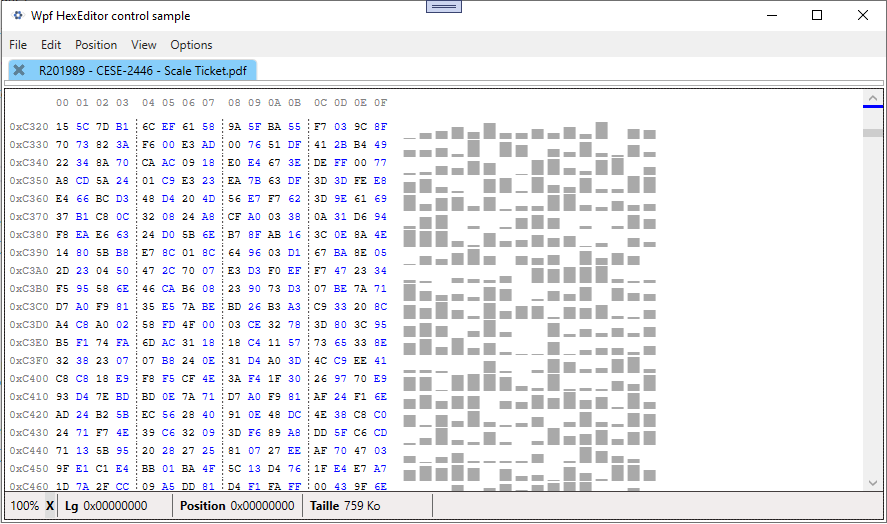 Wpf HexEditor control sample
File Edit Position View Options
R201989 - CESE-2446 - Scale Ticket.pdf
00 01 02 03 04 05 06 07 08 09 0A 0B 0C 0D 0E 0F
0xC320 15 5C 7D B1 6C EF 61 58 9A 5F BA 55 F7 03 9C 8F
0xC330 70 73 82 3A F6 00 E3 AD 00 76 51 DF 41 2B B4 49
0xC340 22 34 8A 70 CA AC 09 18 E0 E4 67 3E DE FF 00 77
0xC350 A8 CD 5A 24 01 C9 E3 23 EA 7B 63 DF 3D 3D FE E8
0xC360 E4 66 BC D3 48 D4 20 4D 56 E7 F7 62 3D 9E 61 69
0xC370 37 B1 C8 0C 32 08 24 A8 CF A0 03 38 0A 31 D6 94
0xC380 F8 EA E6 63 24 D0 5B 6E B7 8F AB 16 3C 0E 8A 4E
0xC390 14 80 5B B8 E7 8C 01 8C 64 96 03 D1 67 BA 8E 05
0xC3A0 2D 23 04 50 47 2C 70 07 E3 D3 F0 EF F7 47 23 34
0xC3B0 F5 95 58 6E 46 CA B6 08 23 90 73 D3 07 BE 7A 71
0xC3C0 D7 A0 F9 81 35 E5 7A BE BD 26 B3 A3 C9 33 20 8C
0xC3D0 A4 C8 A0 02 58 FD 4F 00 03 CE 32 78 3D 80 3C 95
0xC3E0 B5 F1 74 FA 6D AC 31 18 18 C4 11 57 73 65 33 8E
0xC3F0 32 38 23 07 07 B8 24 0E 31 D4 A0 3D 4C C9 EE 41
0xC400 C8 C8 18 E9 F8 F5 CF 4E 3A F4 1F 30 26 97 70 E9
0xC410 93 D4 7E BD BD 0E 7A 71 D7 A0 F9 81 AF 24 F1 6E
0xC420 AD 24 B2 5B EC 56 28 40 91 0E 48 DC 4E 38 C8 C0
0xC430 24 71 F7 4E 39 C6 32 09 3D F6 89 A8 DD 5F C6 CD
0xC440 71 13 5B 95 20 28 27 25 81 07 27 EE AF 70 47 03
0xC450 9F E1 C1 E4 BB 01 BA 4F 5C 13 D4 76 1F E4 E7 A7
0xC460 1D 7A 2F CC 09 A5 DD 81 D4 F1 FA FF 00 43 9F 6E
100% X Lg 0x00000000 Position 0x00000000 Taille 759 Ko